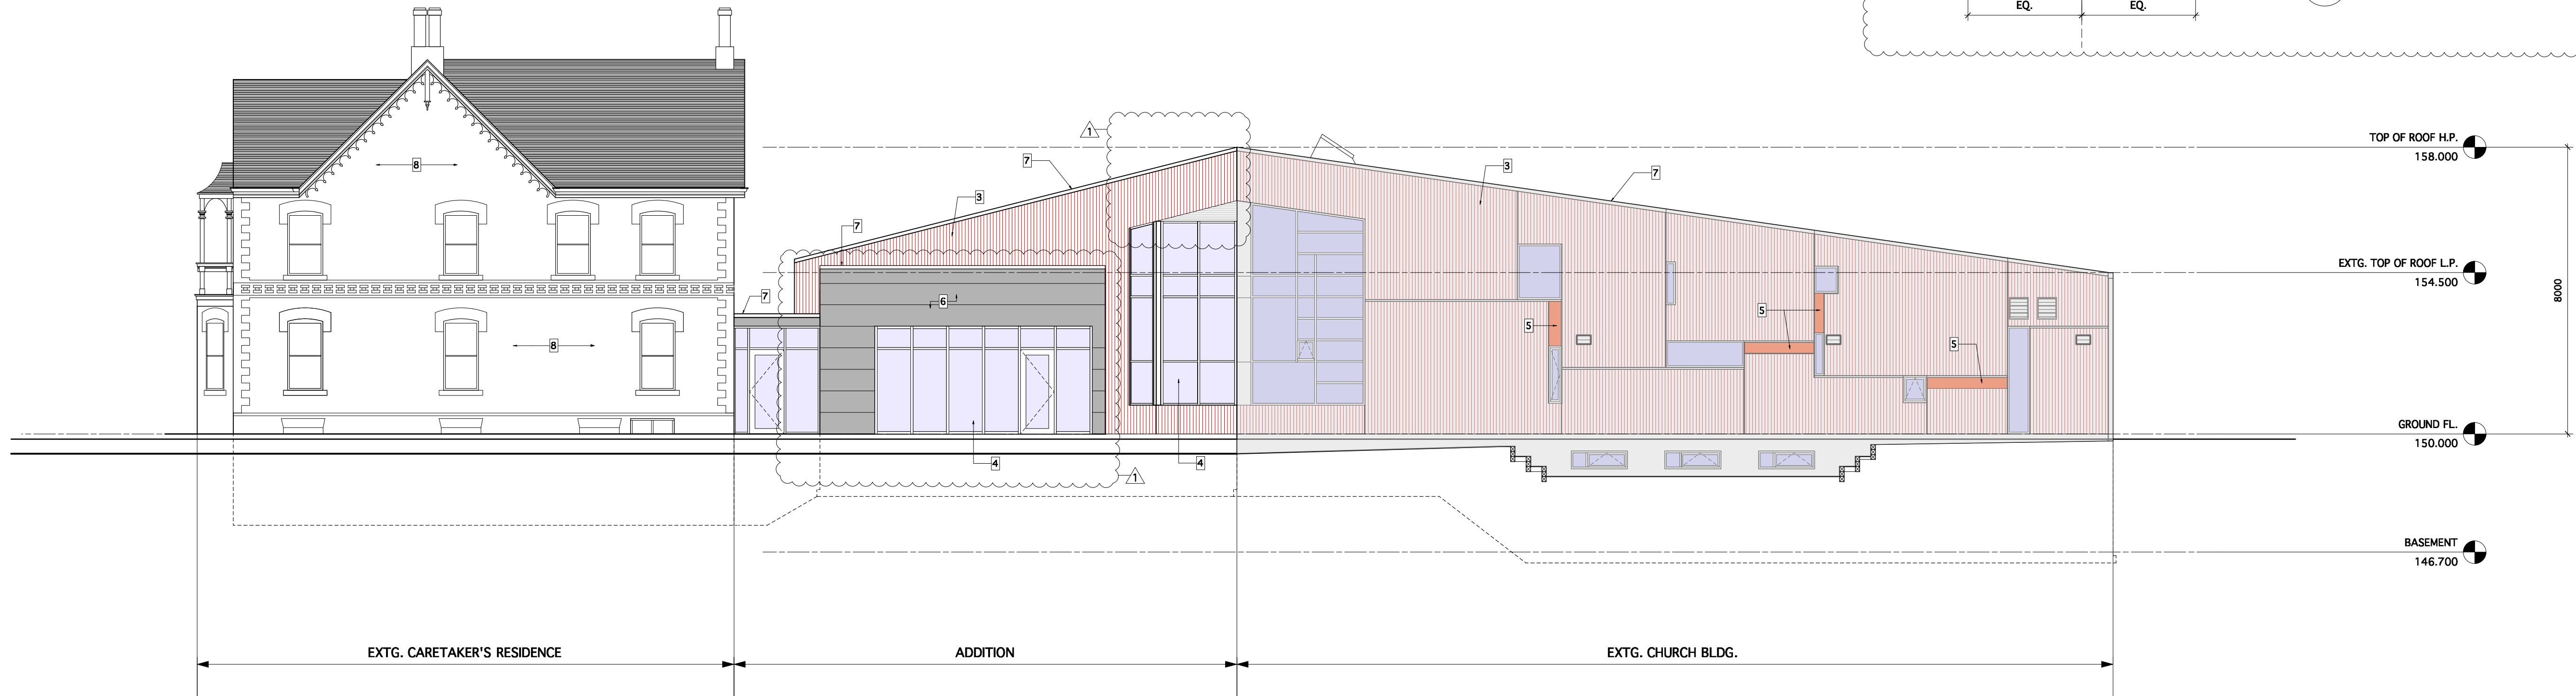 EQ.
EQ.
1
TOP OF ROOF H.P.
158.000
7
8
3
7
3
7
EXTG. TOP OF ROOF L.P.
154.500
7
6
8000
5
5
8
5
GROUND FL.
150.000
4
4
1
BASEMENT
146.700
EXTG. CARETAKER'S RESIDENCE
ADDITION
EXTG. CHURCH BLDG.